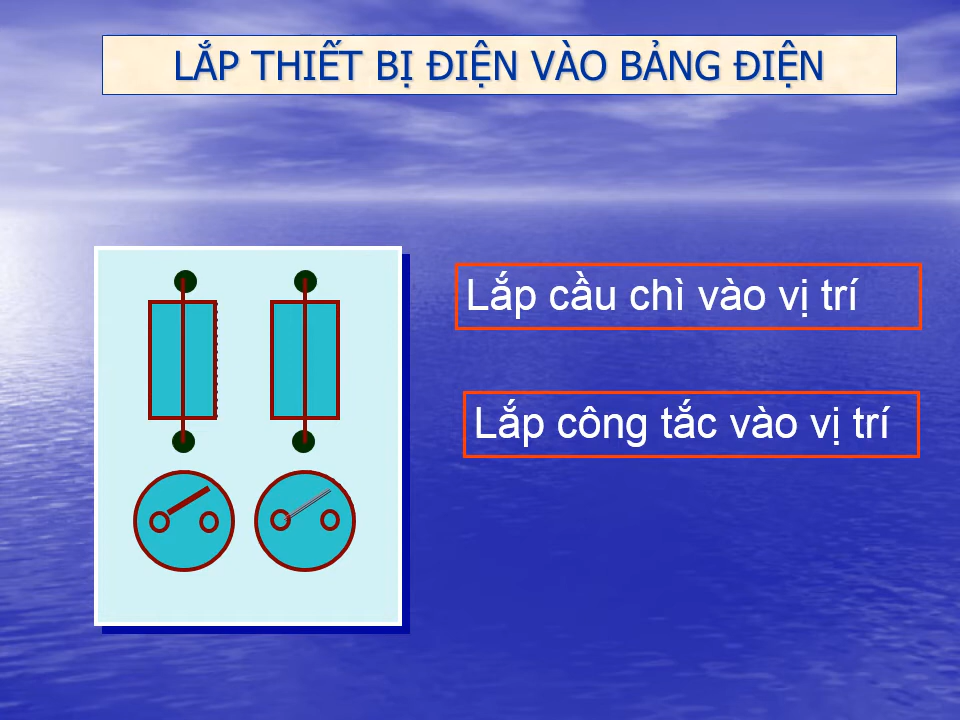 LẮP THIẾT BỊ ĐIỆN VÀO BẢNG ĐIỆN
Lắp cầu chì vào vị trí
Lắp công tắc vào vị trí